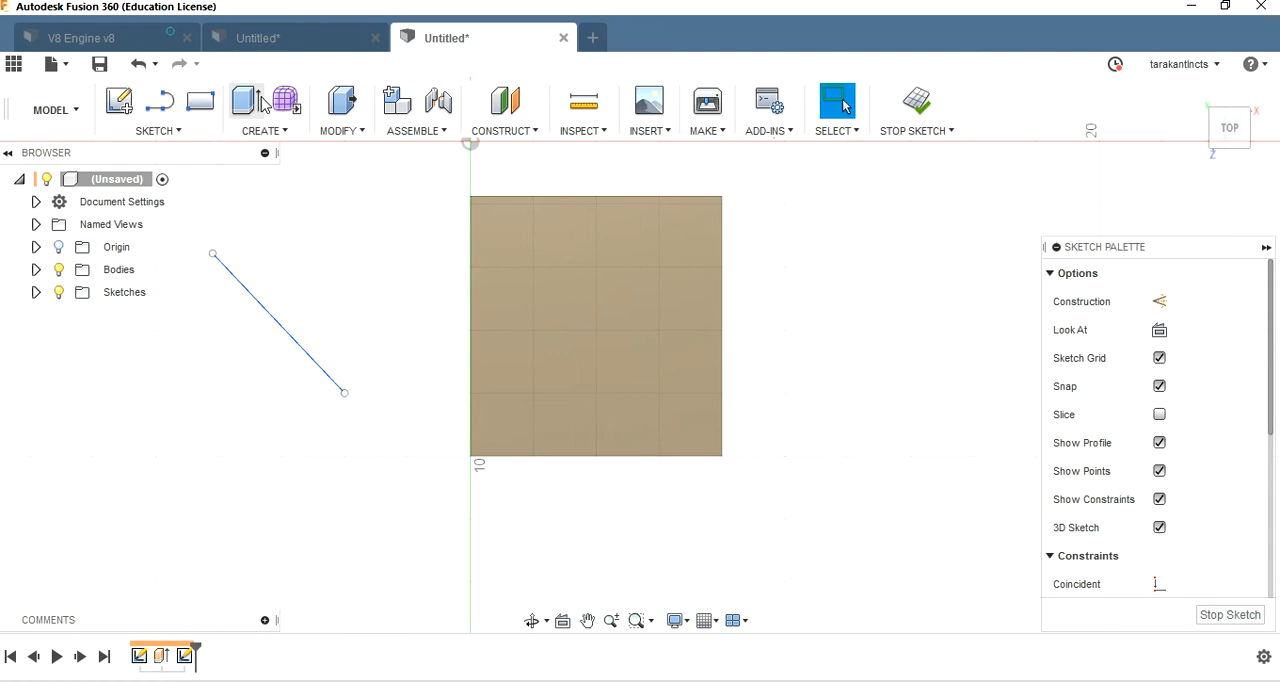 Autodesk Fusion 360 (Education License)
V8 Engine v8
Untitled*
Untitled*
tarakantincts
MODEL
SKETCH
CREATE
MODIFY
ASSEMBLE
CONSTRUCT
INSPECT
INSERT
MAKE
ADD-INS
SELECT
STOP SKETCH
BROWSER
(Unsaved)
Document Settings
Named Views
Origin
Bodies
Sketches
20
10
X
Y
TOP
Z
SKETCH PALETTE
Options
Construction
Look At
Sketch Grid
Snap
Slice
Show Profile
Show Points
Show Constraints
3D Sketch
Constraints
Coincident
Stop Sketch
COMMENTS